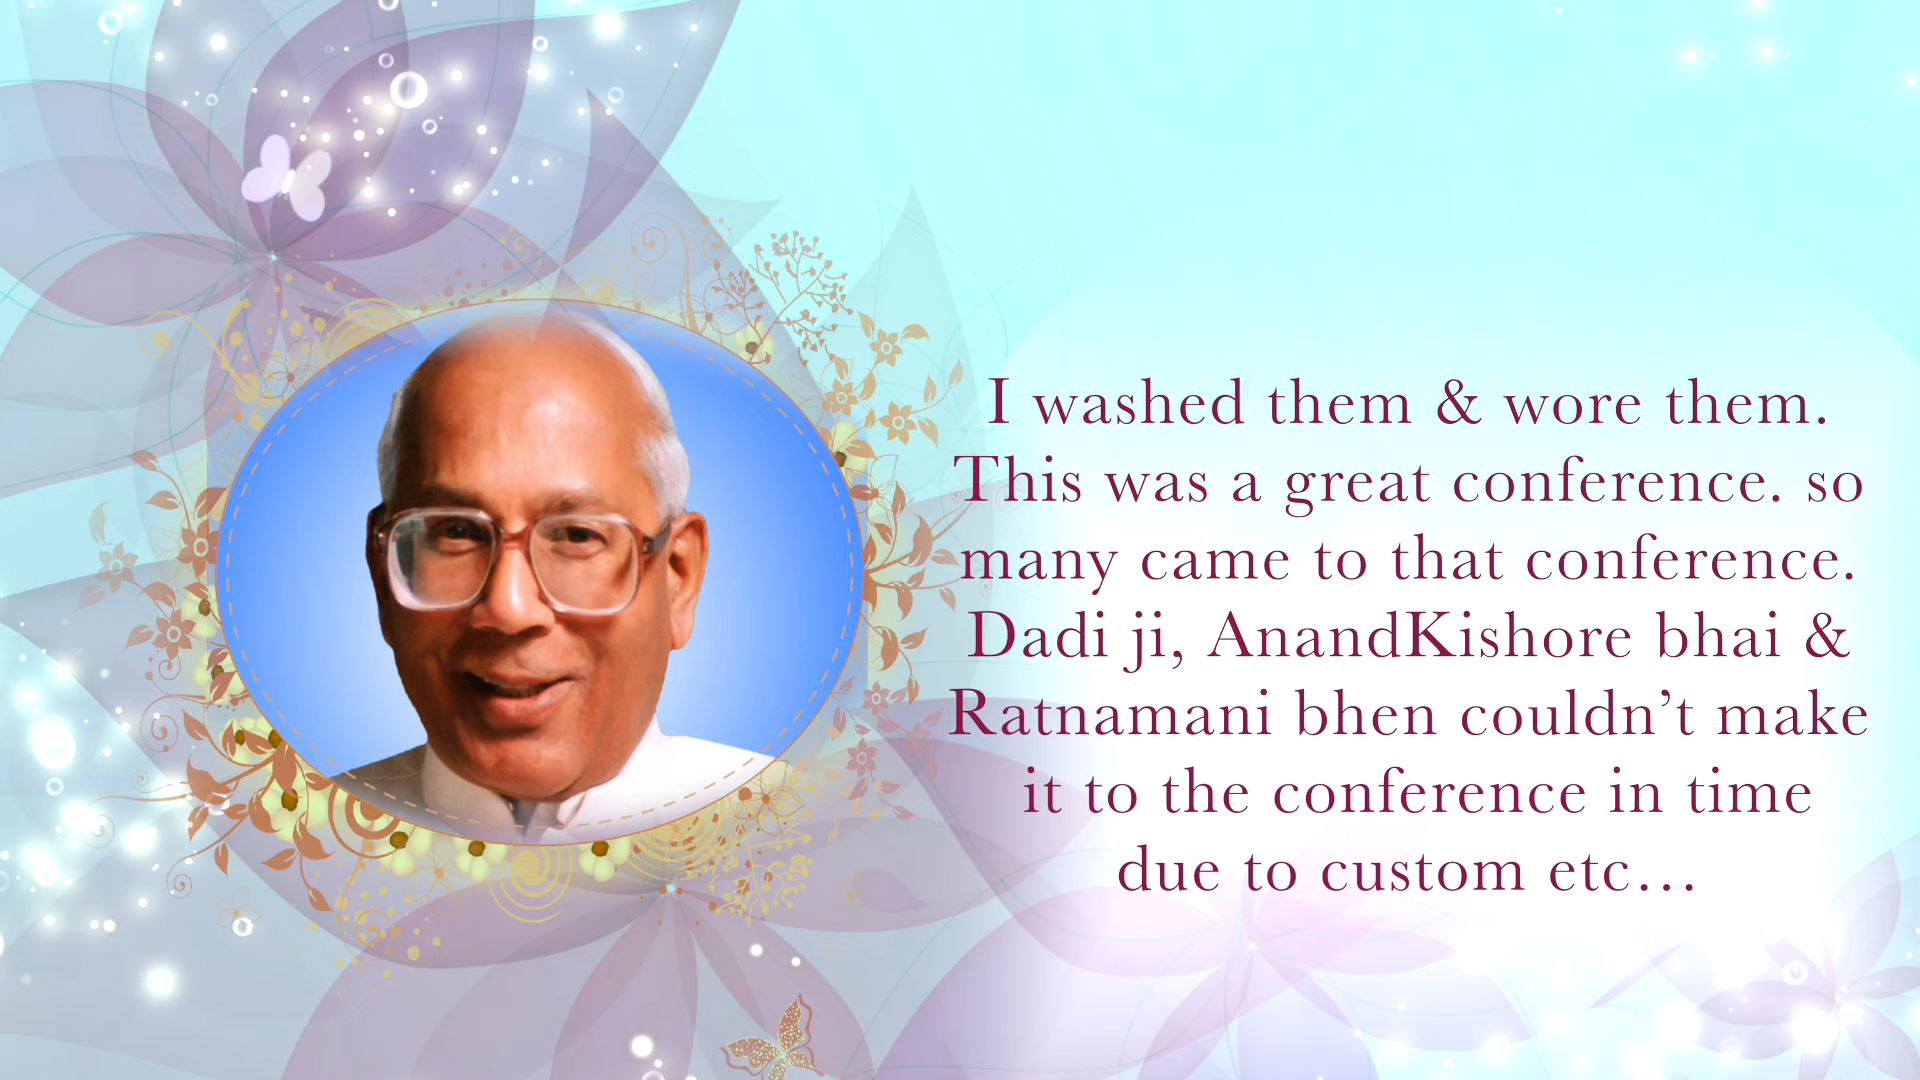 I washed them & wore them.
This was a great conference. so
many came to that conference.
Dadi ji, AnandKishore bhai &
Ratnamani bhen couldn’t make
it to the conference in time
due to custom etc…